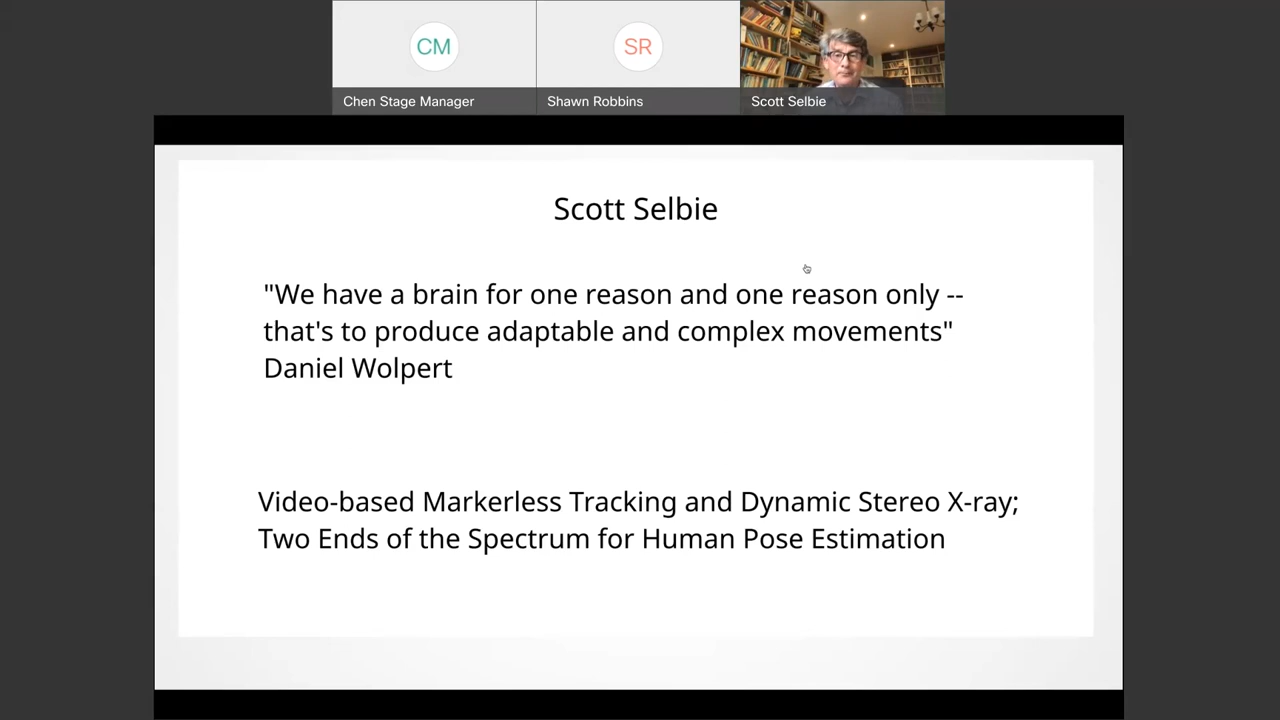 CM
SR
Chen Stage Manager
Shawn Robbins
Scott Selbie
Scott Selbie
"We have a brain for one reason and one reason only --
that's to produce adaptable and complex movements"
Daniel Wolpert
Video-based Markerless Tracking and Dynamic Stereo X-ray;
Two Ends of the Spectrum for Human Pose Estimation